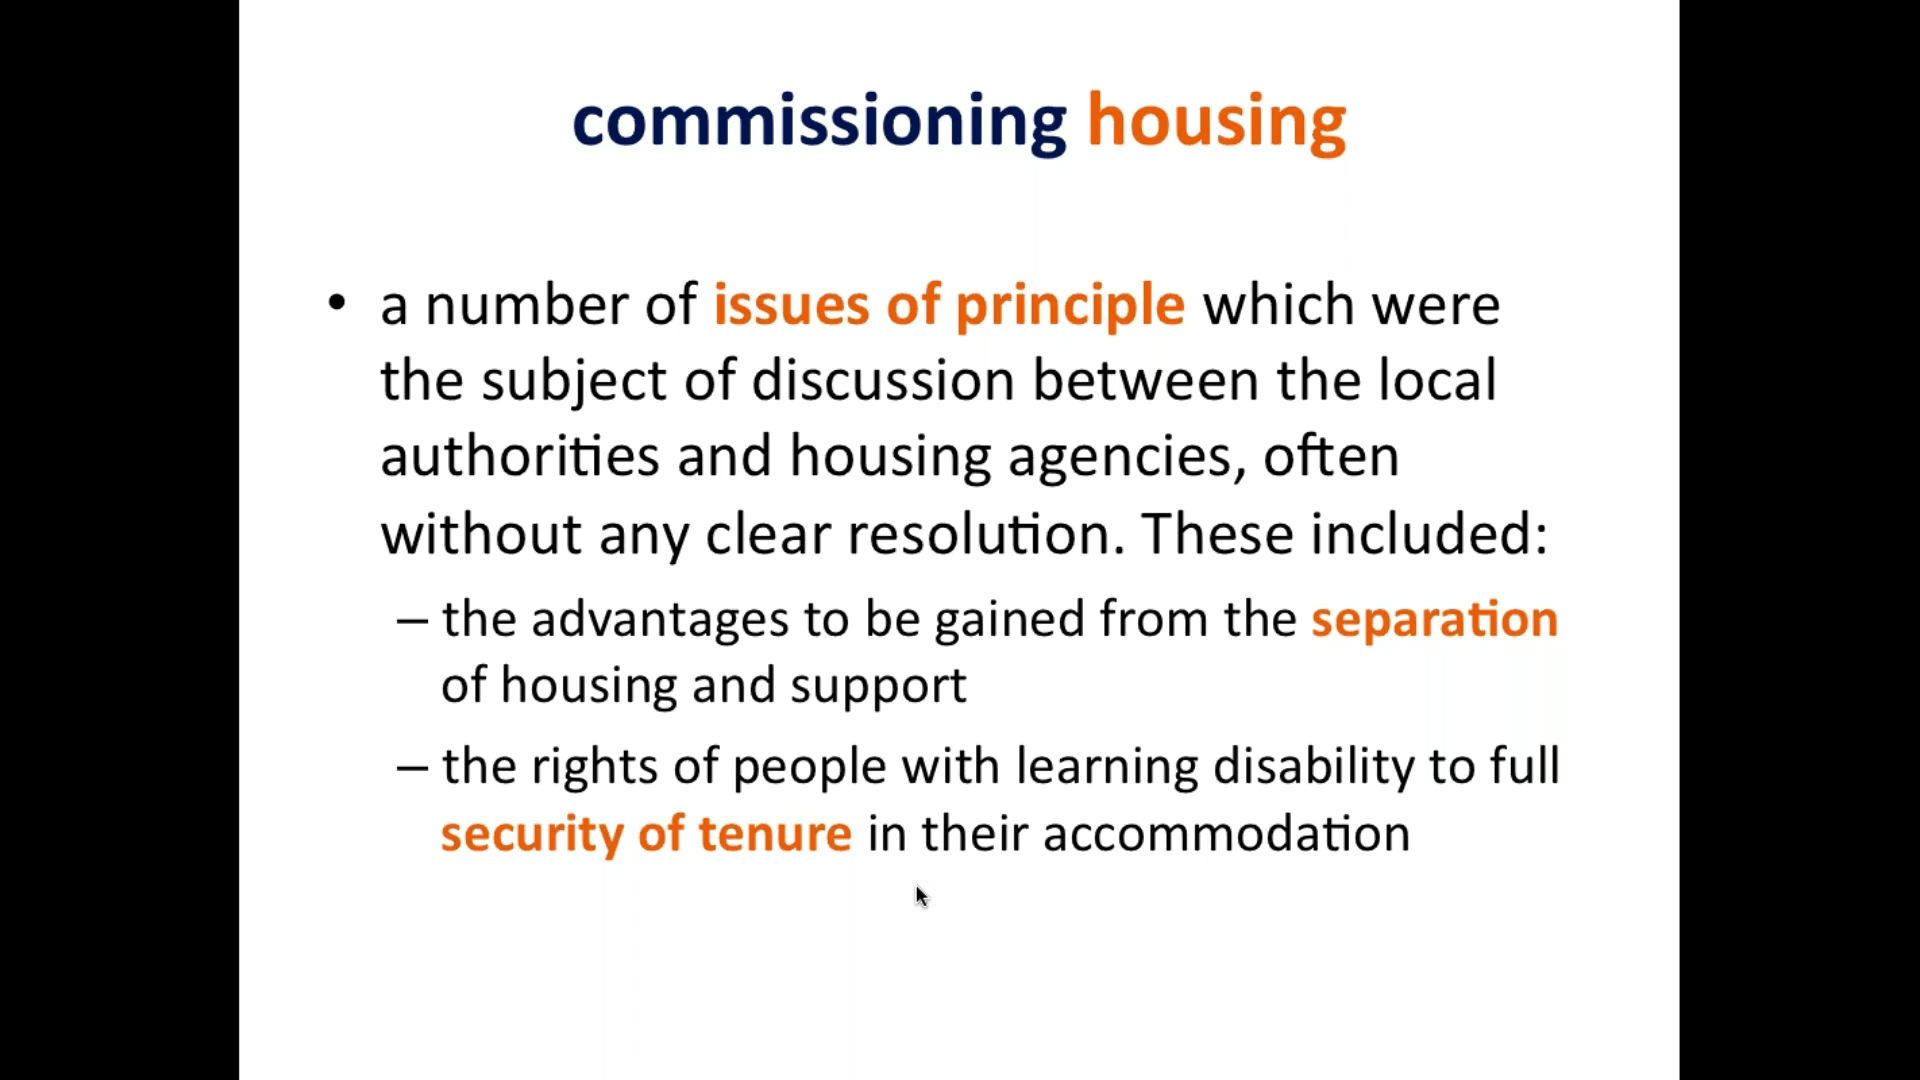 commissioning housing
• a number of issues of principle which were
the subject of discussion between the local
authorities and housing agencies, often
without any clear resolution. These included:
– the advantages to be gained from the separation
of housing and support
– the rights of people with learning disability to full
security of tenure in their accommodation